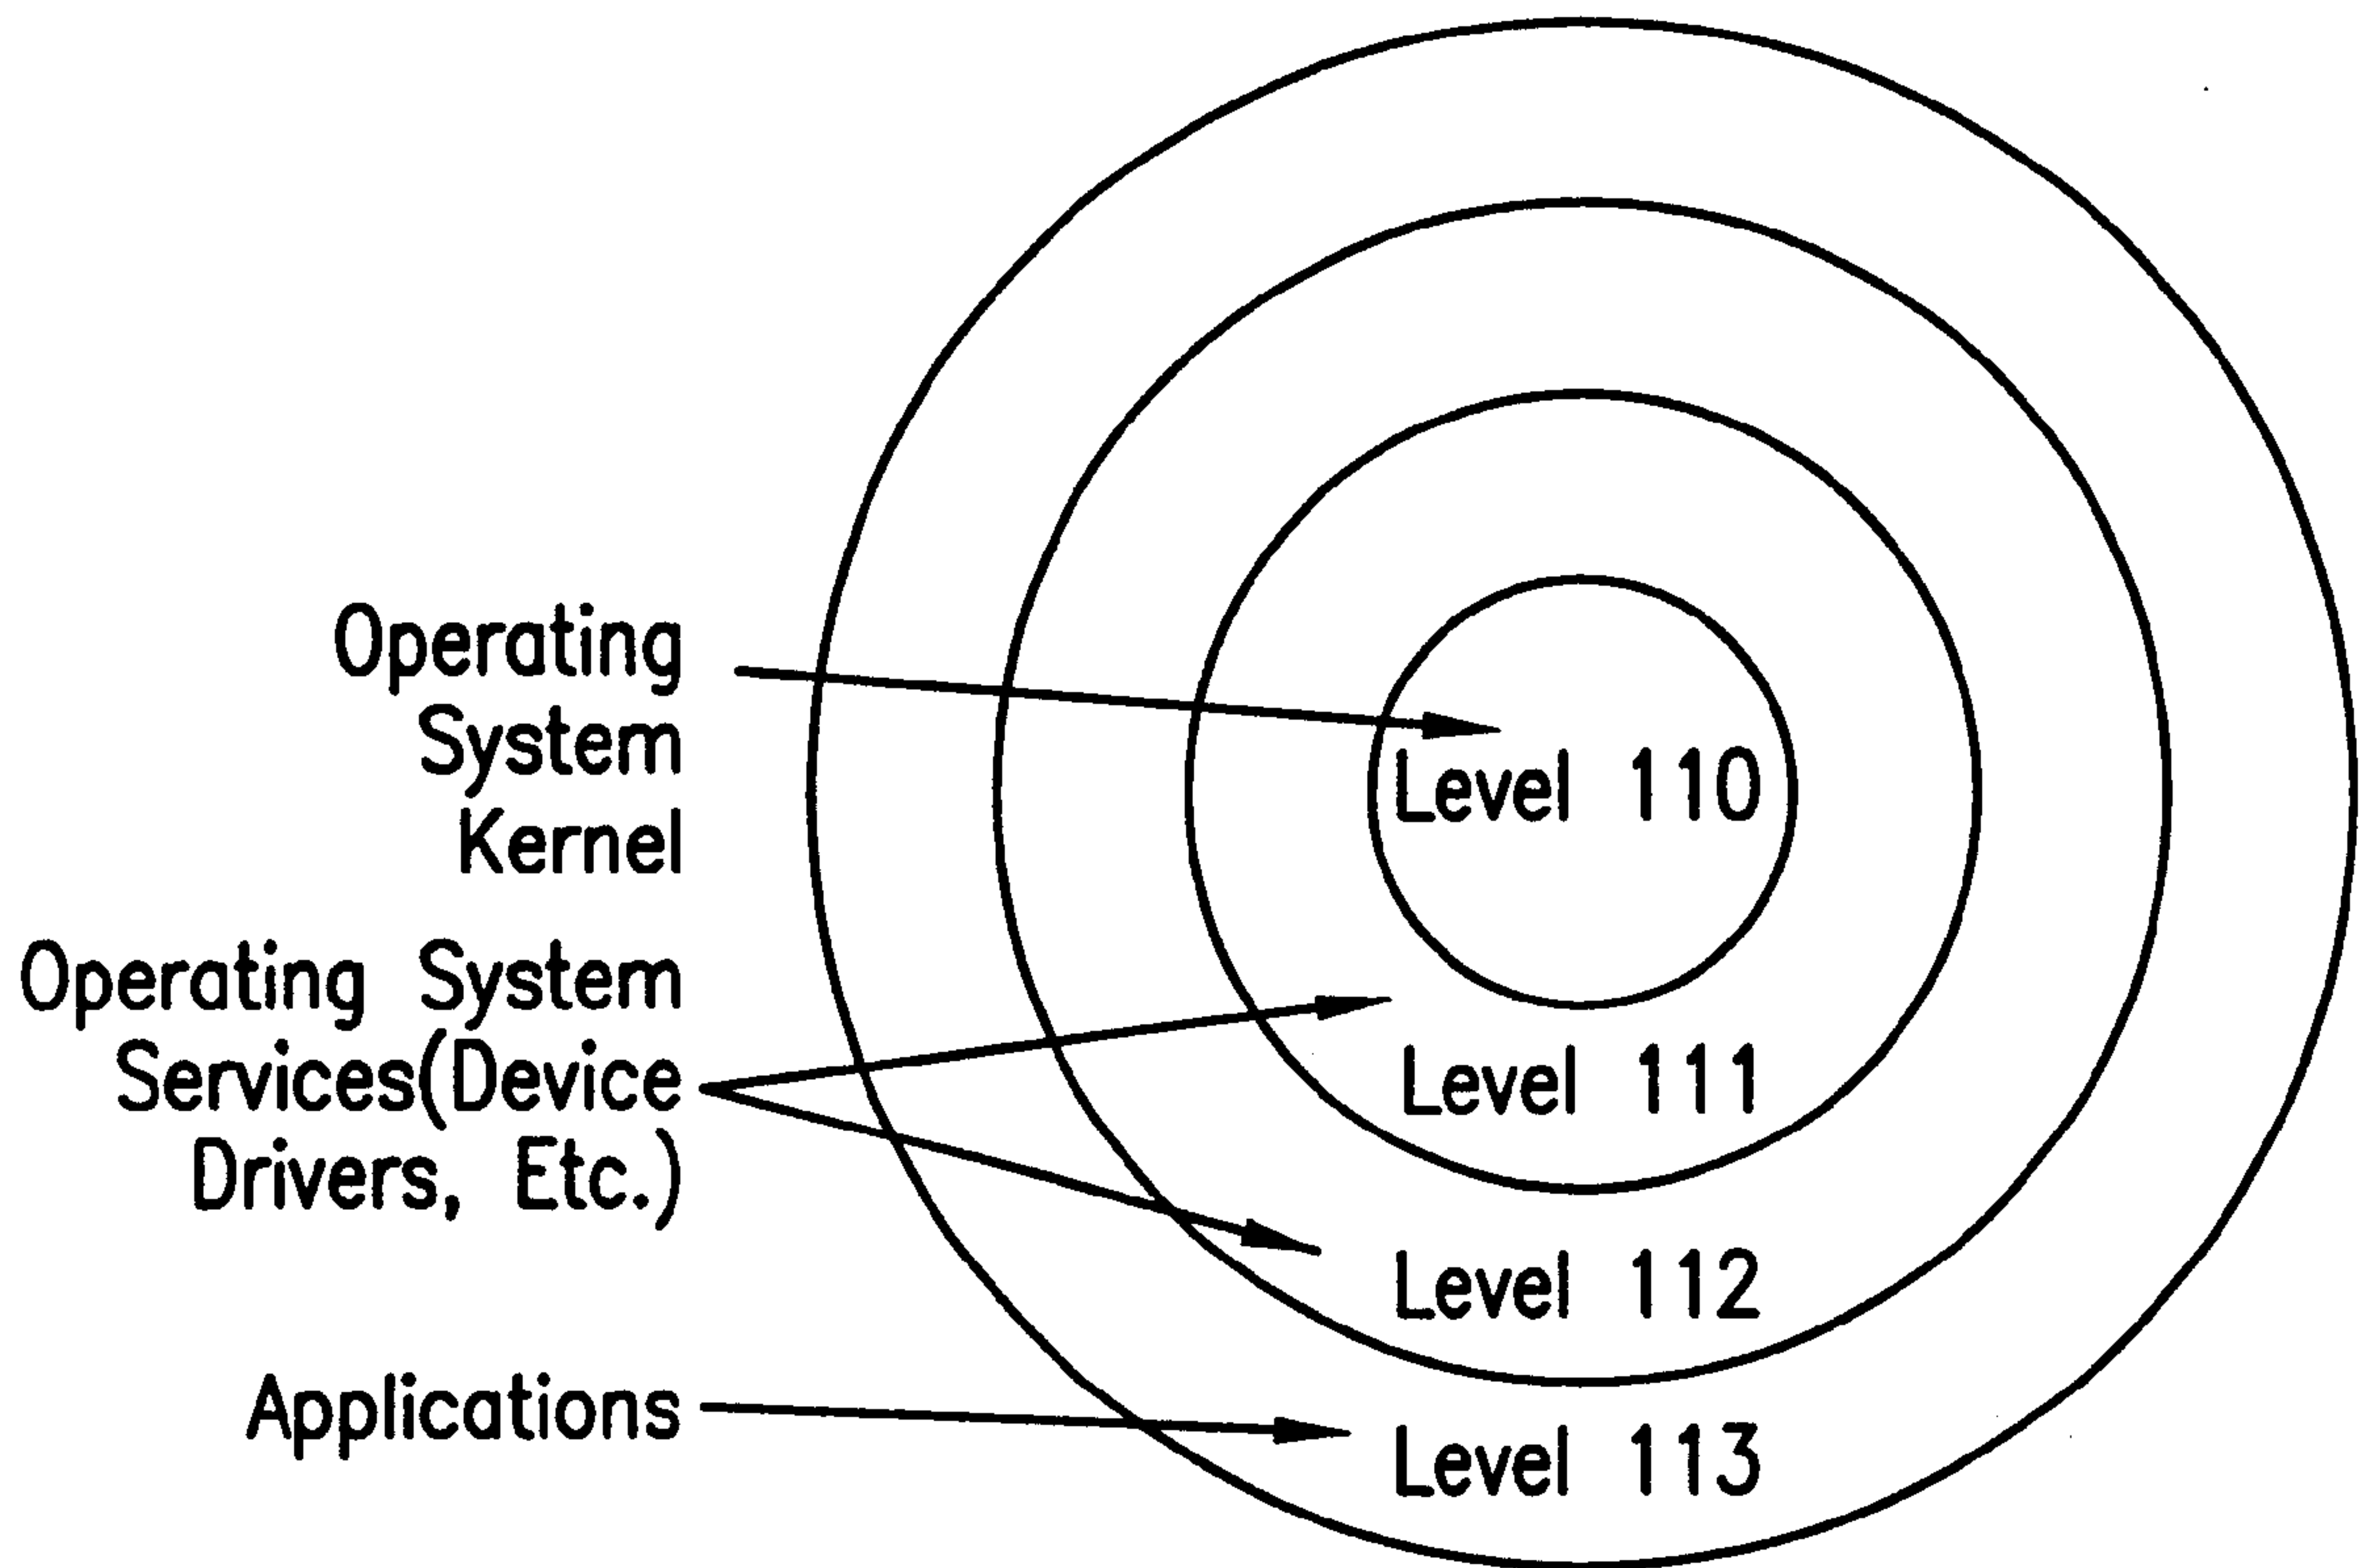 Operating
System
Kernel
Level 110
Operating System
Services(Device
Drivers, Etc.)
Level 111
Level 112
Applications
Level 113